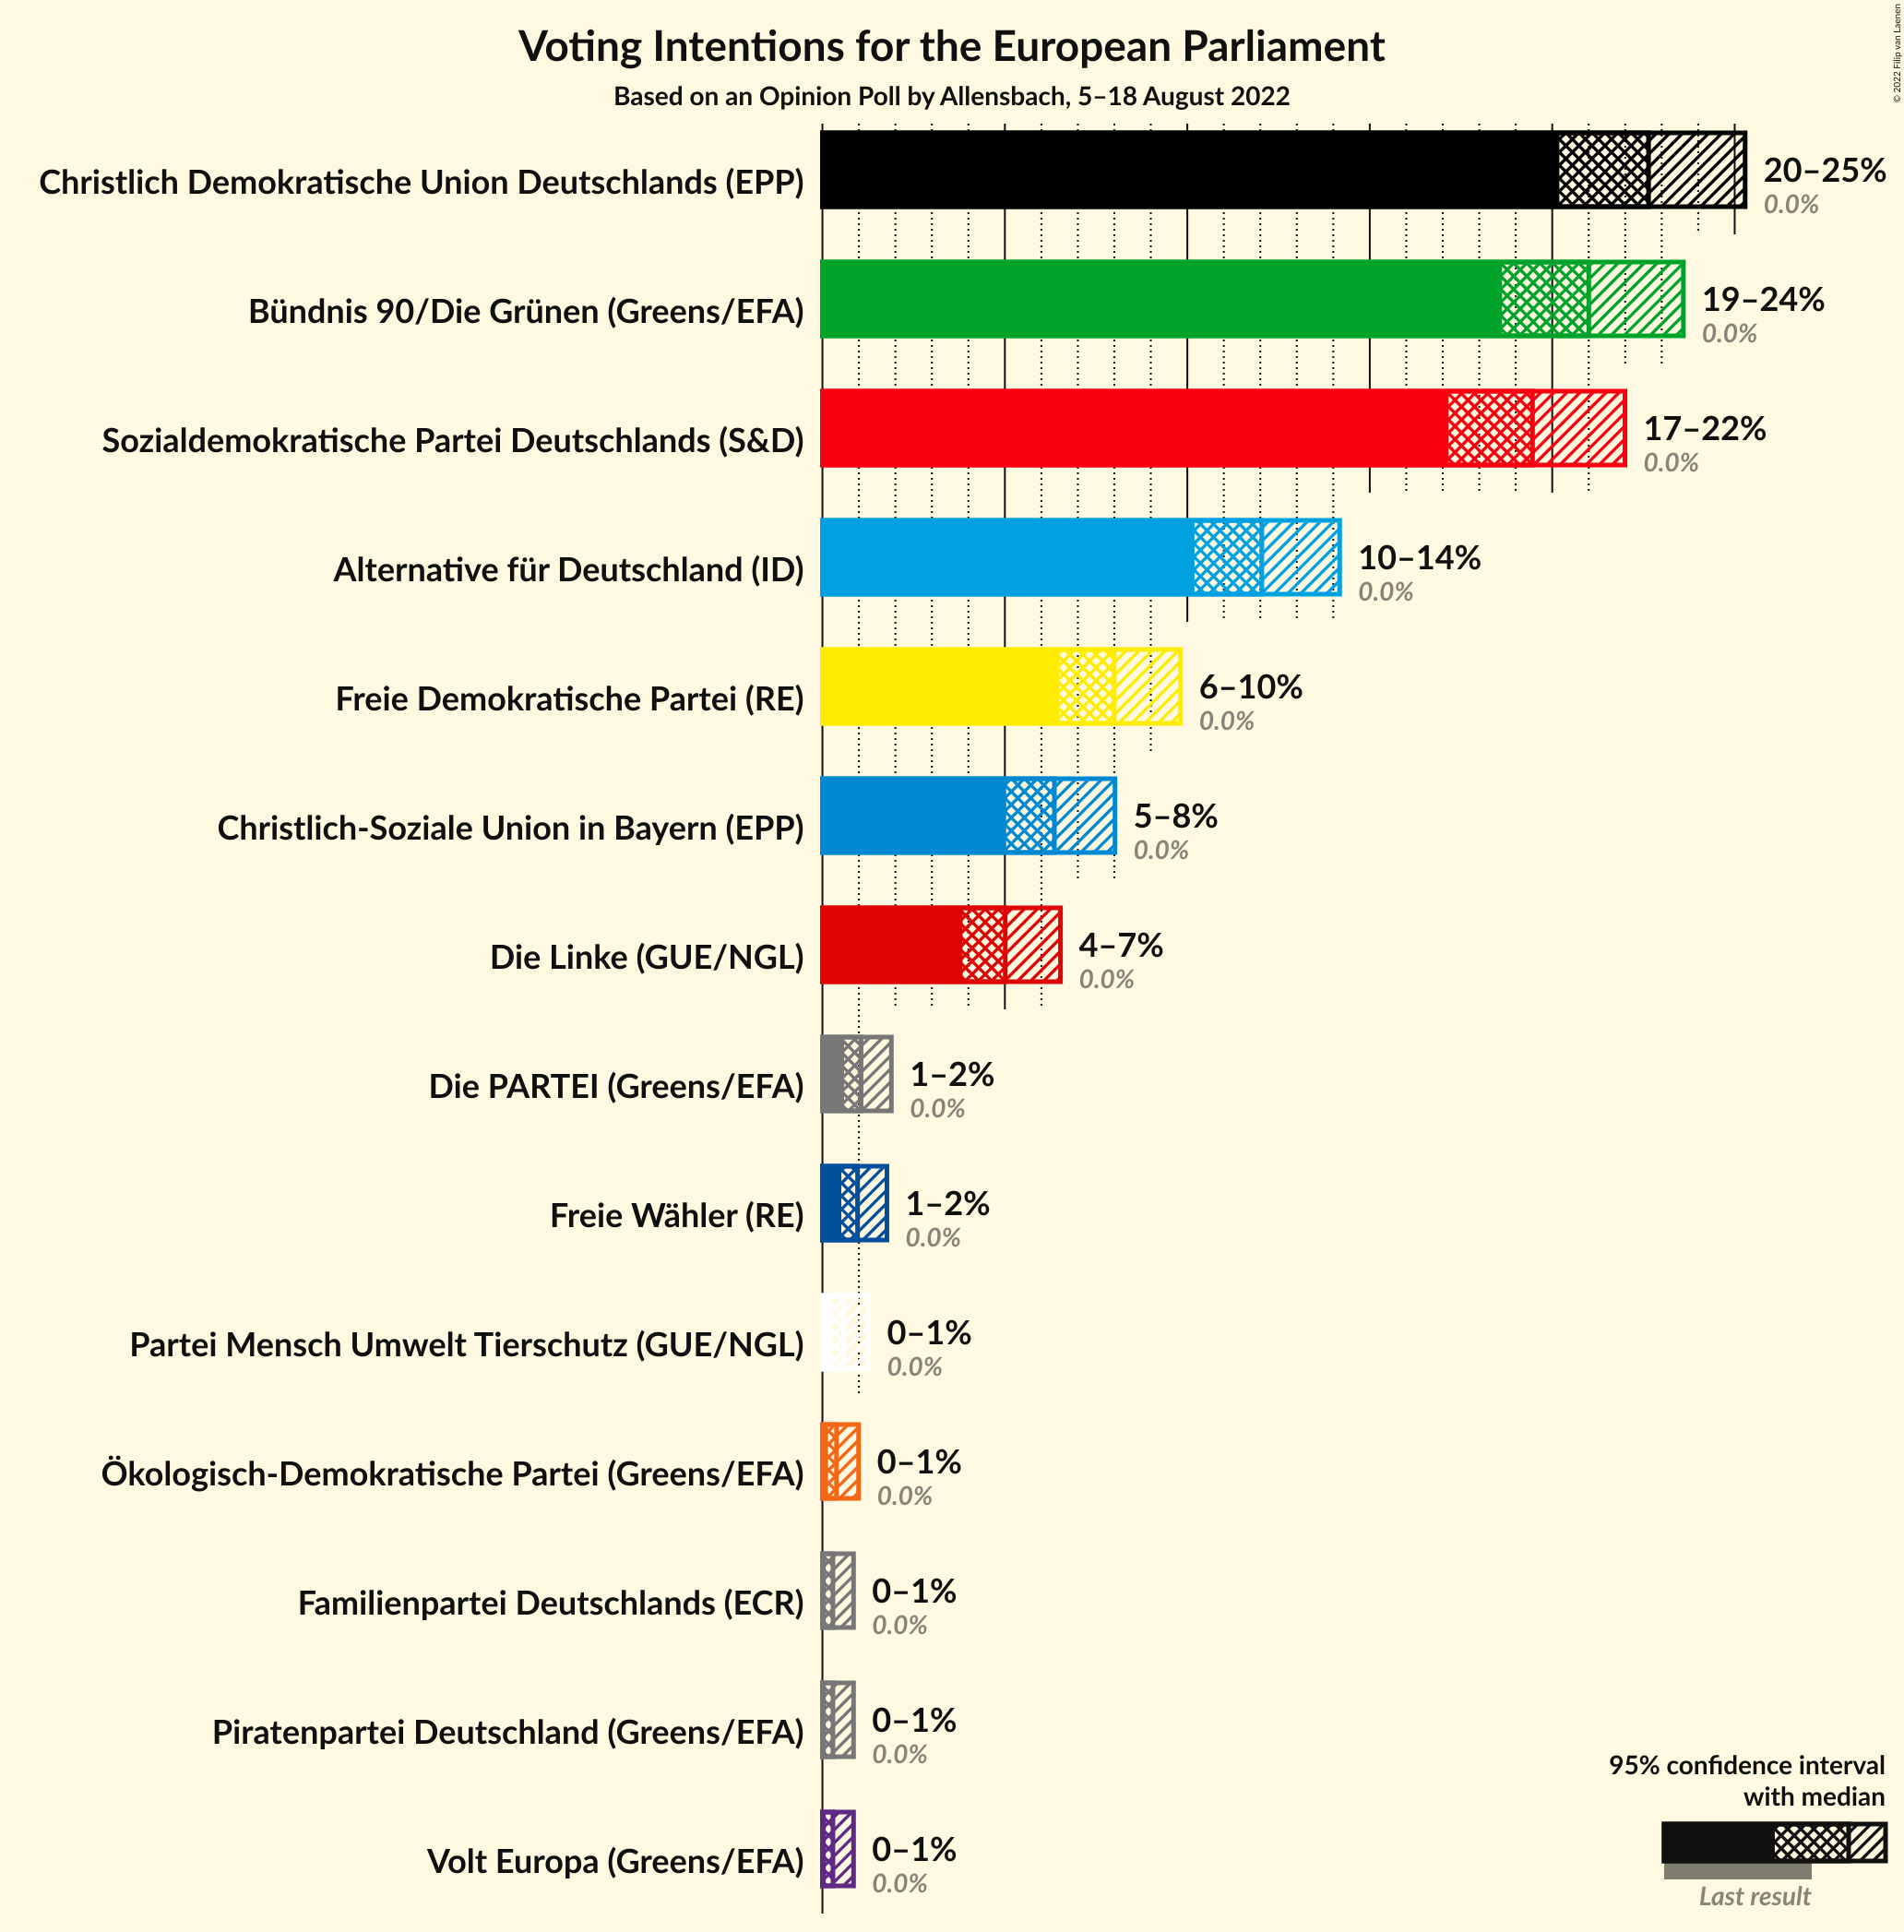 Voting Intentions for the European Parliament
Based on an Opinion Poll by Allensbach, 5–18 August 2022
© 2022 Filip van Laenen
Christlich Demokratische Union Deutschlands (EPP)
20–25%
0.0%
Bündnis 90/Die Grünen (Greens/EFA)
19–24%
0.0%
Sozialdemokratische Partei Deutschlands (S&D)
17–22%
0.0%
Alternative für Deutschland (ID)
10–14%
0.0%
Freie Demokratische Partei (RE)
6–10%
0.0%
Christlich-Soziale Union in Bayern (EPP)
5–8%
0.0%
Die Linke (GUE/NGL)
4–7%
0.0%
Die PARTEI (Greens/EFA)
1–2%
0.0%
Freie Wähler (RE)
1–2%
0.0%
Partei Mensch Umwelt Tierschutz (GUE/NGL)
0–1%
0.0%
Ökologisch-Demokratische Partei (Greens/EFA)
0–1%
0.0%
Familienpartei Deutschlands (ECR)
0–1%
0.0%
Piratenpartei Deutschland (Greens/EFA)
0–1%
0.0%
Volt Europa (Greens/EFA)
0–1%
0.0%
95% confidence interval
with median
Last result